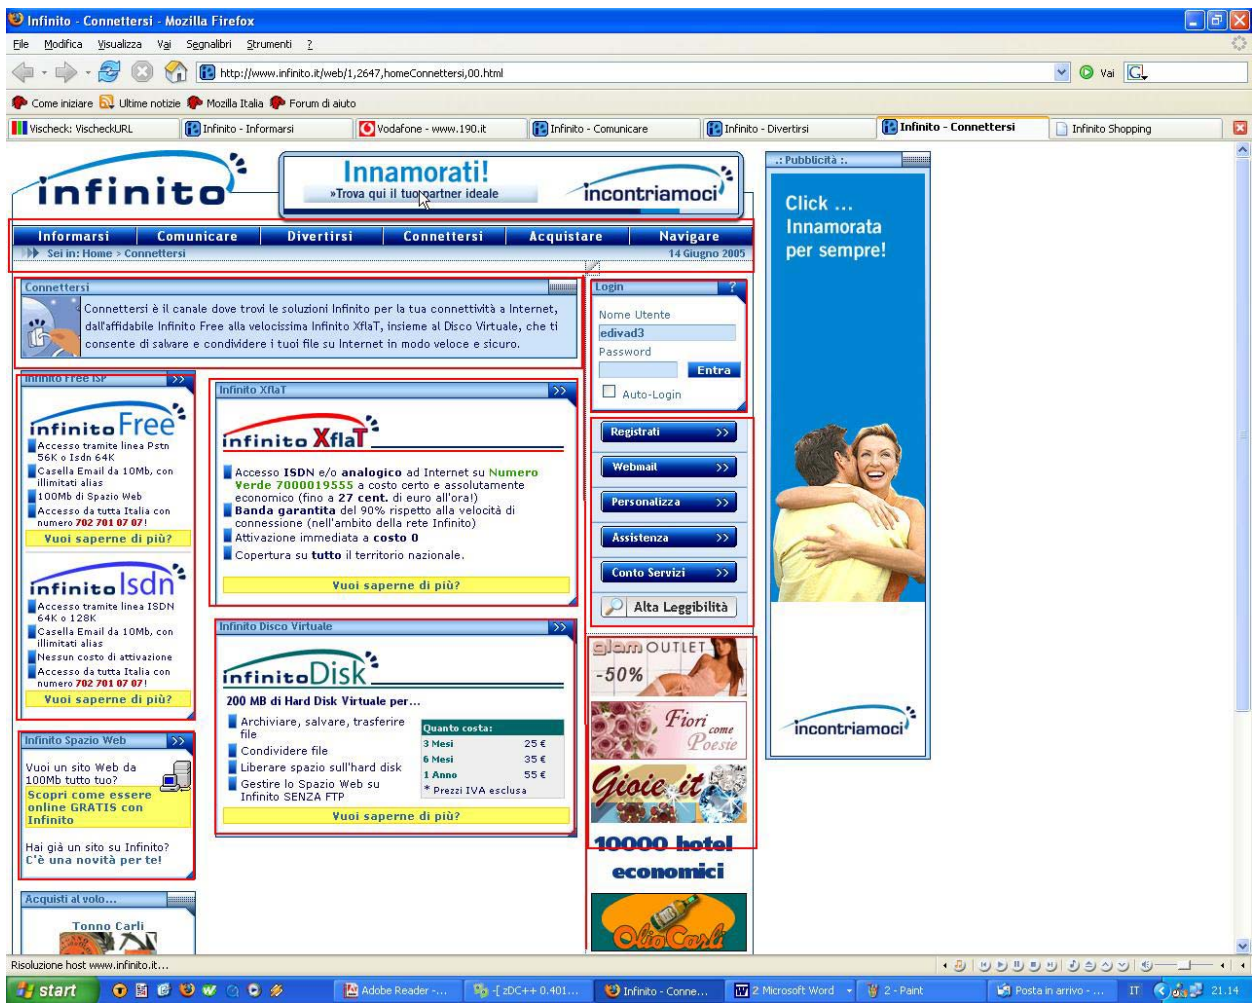 Infinito - Connettersi - Mozilla Firefox
File Modifica Visualizza Vai Segnalibri Strumenti ?
http://www.infinito.it/web/1,2647,homeConnettersi,00.html
Vai
Come iniziare Ultime notizie Mozilla Italia Forum di aiuto
Vischeck: VischeckURL
Infinito - Informarsi
Vodafone - www.190.it
Infinito - Comunicare
Infinito - Divertirsi
Infinito - Connettersi
Infinito Shopping
infinito
Innamorati!
»Trova qui il tuo partner ideale
incontriamoci
Informarsi Comunicare Divertirsi Connettersi Acquistare Navigare
Sei in: Home > Connettersi
14 Giugno 2005
Connettersi
Connettersi è il canale dove trovi le soluzioni Infinito per la tua connettività a Internet,
dall'affidabile Infinito Free alla velocissima Infinito XflaT, insieme al Disco Virtuale, che ti
consente di salvare e condividere i tuoi file su Internet in modo veloce e sicuro.
Infinito Free ISP >>
infinito Free
Accesso tramite linea Pstn
56K o Isdn 64K
Casella Email da 10Mb, con
illimitati alias
100Mb di Spazio Web
Accesso da tutta Italia con
numero 702 701 07 07!
Vuoi saperne di più?
infinito Isdn
Accesso tramite linea ISDN
64K o 128K
Casella Email da 10Mb, con
illimitati alias
Nessun costo di attivazione
Accesso da tutta Italia con
numero 702 701 07 07!
Vuoi saperne di più?
Infinito Spazio Web >>
Vuoi un sito Web da
100Mb tutto tuo?
Scopri come essere
online GRATIS con
Infinito
Hai già un sito su Infinito?
C'è una novità per te!
Acquisti al volo...
Tonno Carli
Infinito XflaT >>
infinito XflaT
Accesso ISDN e/o analogico ad Internet su Numero
Verde 7000019555 a costo certo e assolutamente
economico (fino a 27 cent. di euro all'ora!)
Banda garantita del 90% rispetto alla velocità di
connessione (nell'ambito della rete Infinito)
Attivazione immediata a costo 0
Copertura su tutto il territorio nazionale.
Vuoi saperne di più?
Infinito Disco Virtuale >>
infinito Disk
200 MB di Hard Disk Virtuale per...
Archiviare, salvare, trasferire
file
Condividere file
Liberare spazio sull'hard disk
Gestire lo Spazio Web su
Infinito SENZA FTP
Quanto costa:
3 Mesi 25 €
6 Mesi 35 €
1 Anno 55 €
* Prezzi IVA esclusa
Vuoi saperne di più?
Login ?
Nome Utente
edivad3
Password
Entra
Auto-Login
Registrati >>
Webmail >>
Personalizza >>
Assistenza >>
Conto Servizi >>
Alta Leggibilità
glam OUTLET
-50%
Fiori
come
Poesie
Gioie.it
10000 hotel
economici
Olio Carli
.: Pubblicità :.
Click ...
Innamorata
per sempre!
incontriamoci
Risoluzione host www.infinito.it...
start
Adobe Reader -...
-[ zDC++ 0.401...
Infinito - Conne...
2 Microsoft Word
2 - Paint
Posta in arrivo - ...
IT
21.14